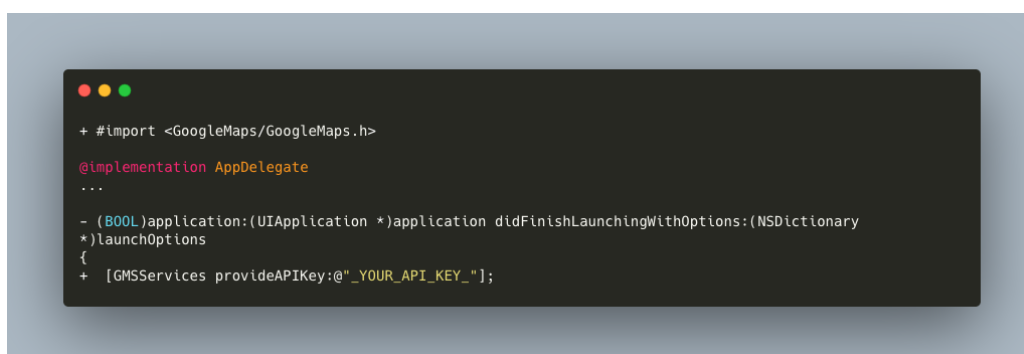 + #import <GoogleMaps/GoogleMaps.h>
@implementation AppDelegate
...
- (BOOL)application:(UIApplication *)application didFinishLaunchingWithOptions:(NSDictionary
*)launchOptions
{
+  [GMSServices provideAPIKey:@"_YOUR_API_KEY_"];